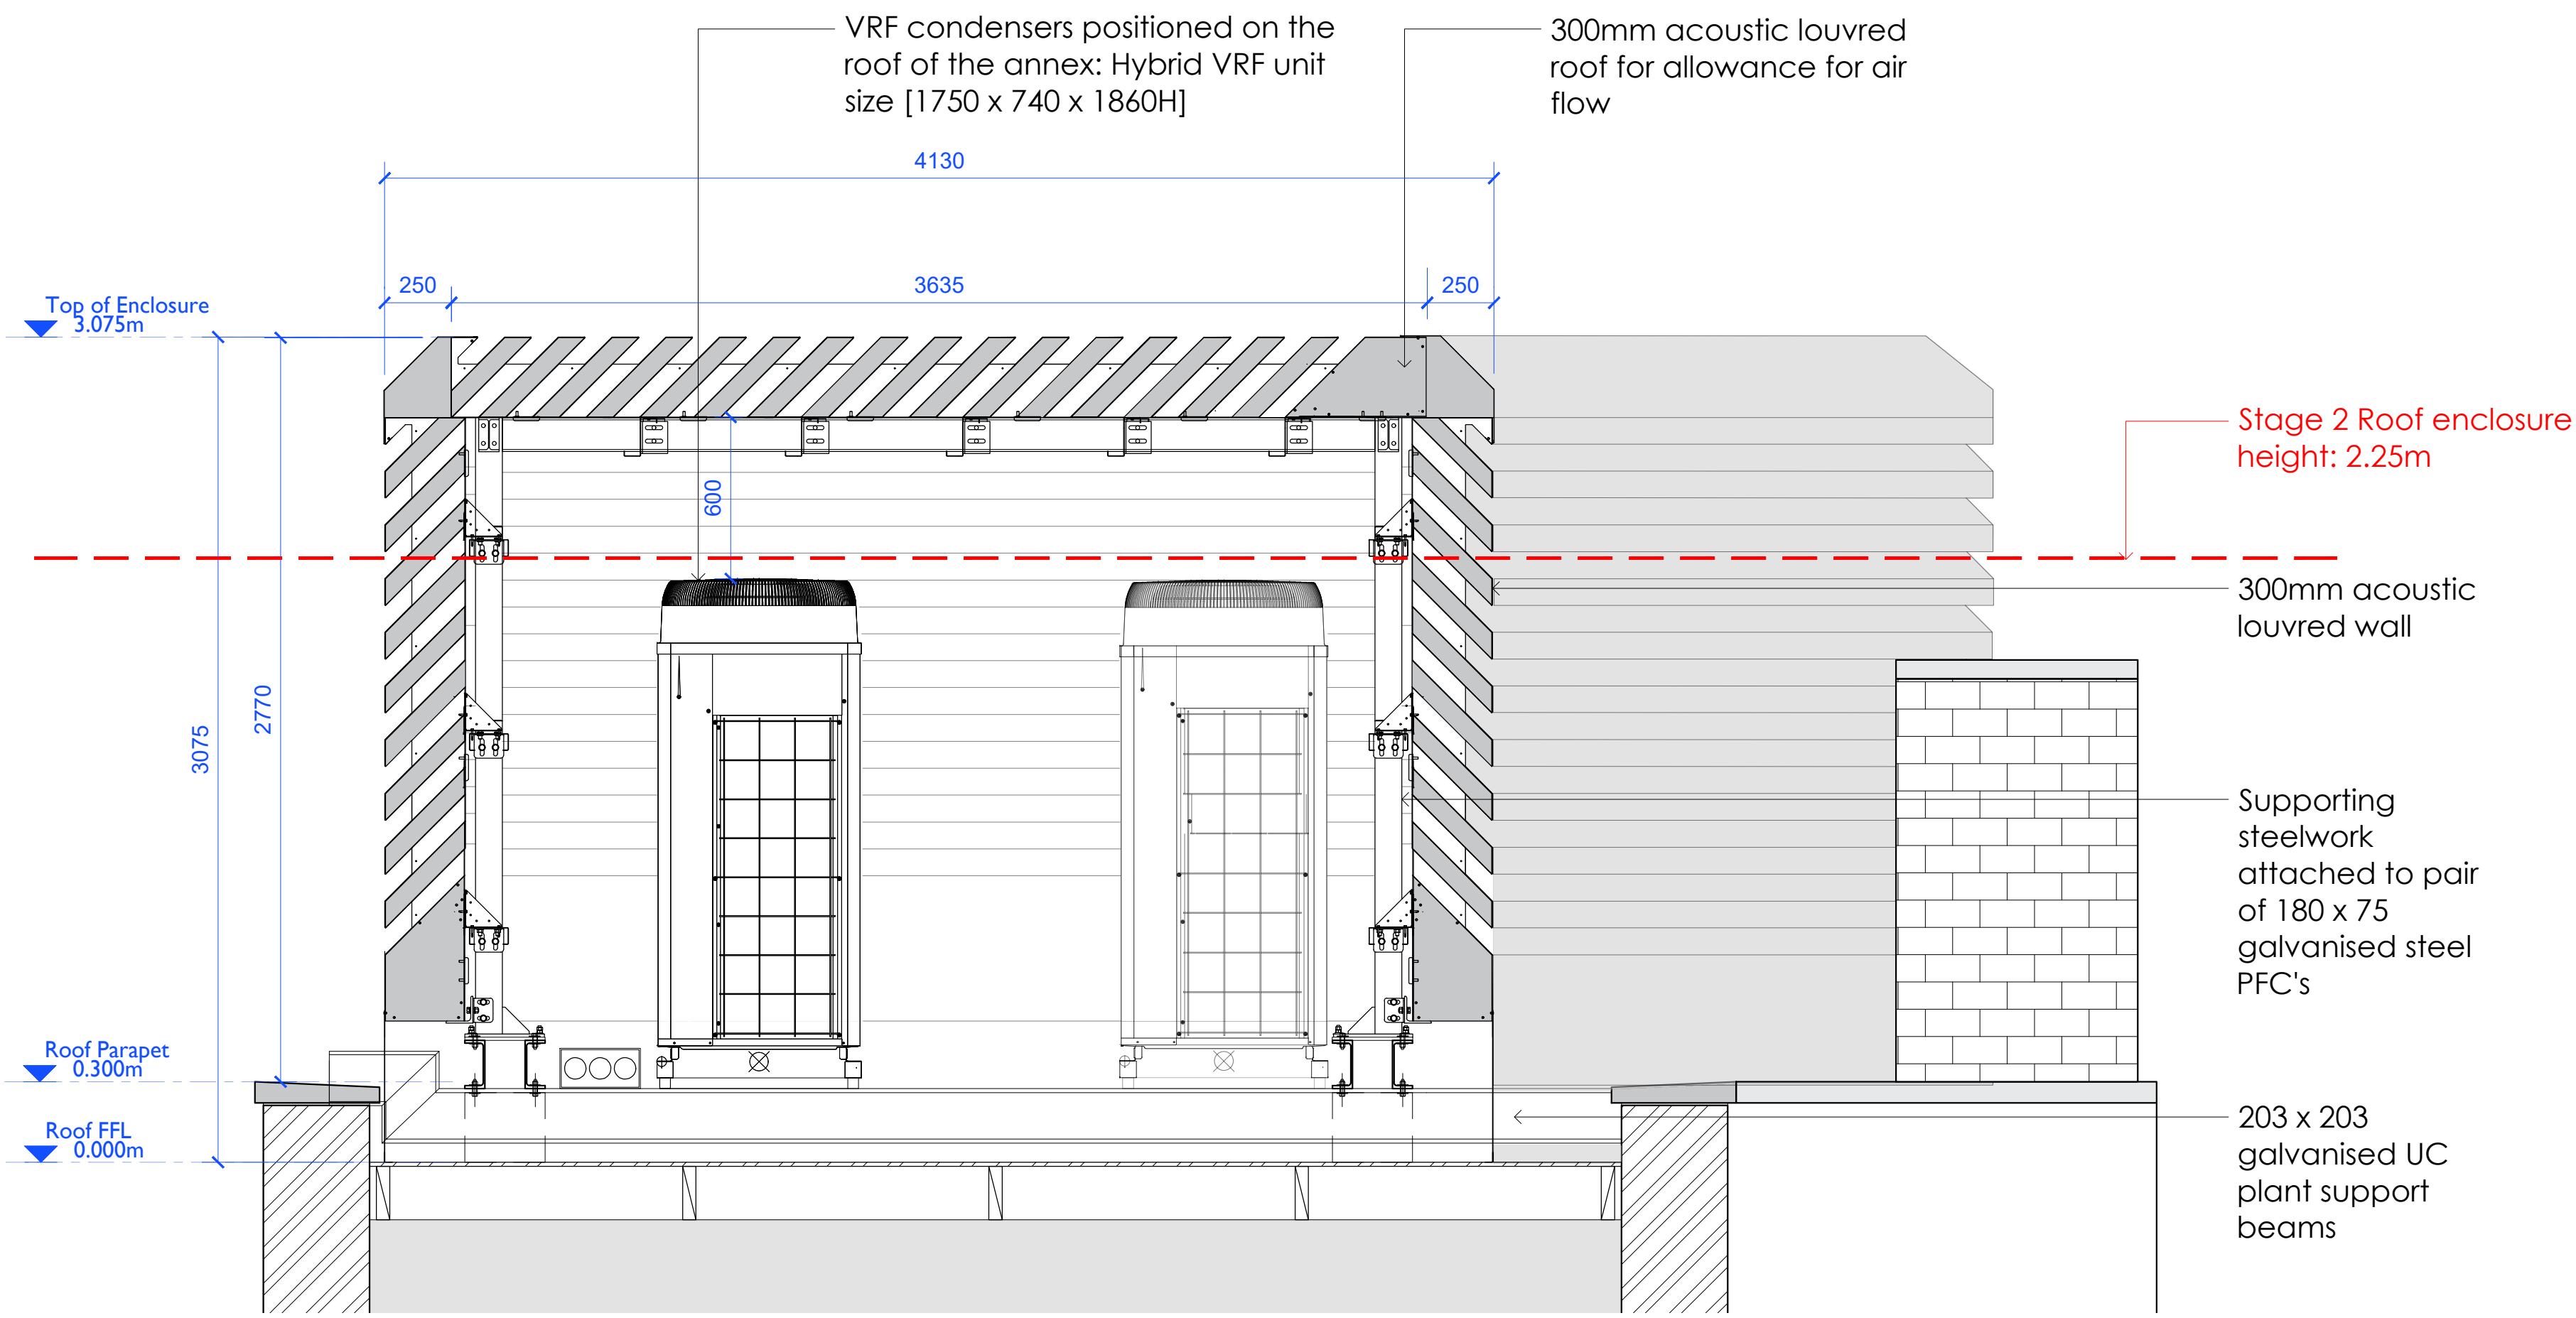 VRF condensers positioned on the
roof of the annex: Hybrid VRF unit
size [1750 x 740 x 1860H]
300mm acoustic louvred
roof for allowance for air
flow
4130
250
3635
250
Top of Enclosure
3.075m
Stage 2 Roof enclosure
height: 2.25m
600
300mm acoustic
louvred wall
2770
3075
Supporting
steelwork
attached to pair
of 180 x 75
galvanised steel
PFC's
Roof Parapet
0.300m
Roof FFL
0.000m
203 x 203
galvanised UC
plant support
beams